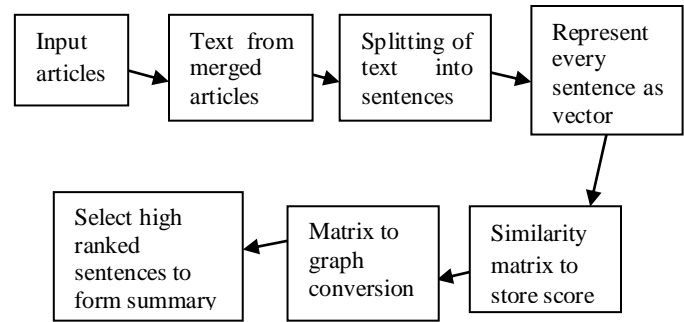 Input
articles
Text from
merged
articles
Splitting of
text into
sentences
Represent
every
sentence as
vector
Similarity
matrix to
store score
Matrix to
graph
conversion
Select high
ranked
sentences to
form summary